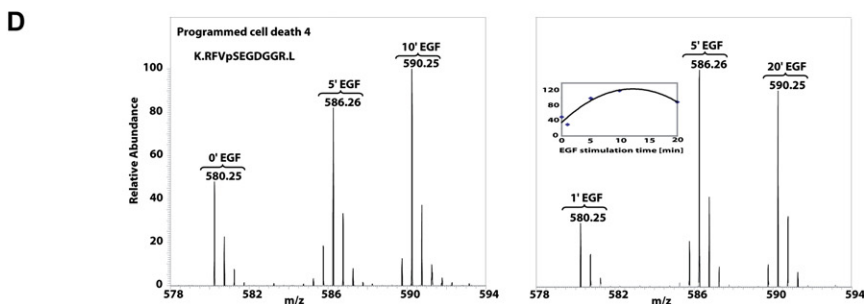 D
Programmed cell death 4
K.RFVpSEGDGGR.L
10' EGF
590.25
5' EGF
586.26
0' EGF
580.25
Relative Abundance
100
80
60
40
20
0
578
582
586
590
594
m/z
5' EGF
586.26
20' EGF
590.25
120
80
40
0
0
5
10
15
20
EGF stimulation time [min]
1' EGF
580.25
578
582
586
590
594
m/z